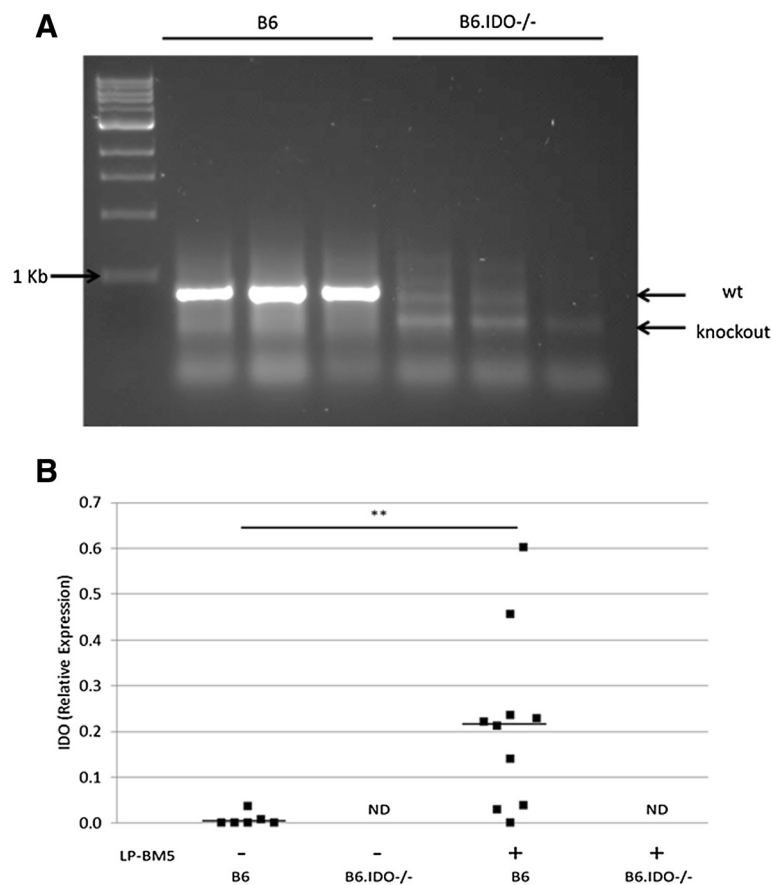 A
B6
B6.IDO-/-
1 Kb
wt
knockout
B
0.7
**
0.6
0.5
0.4
0.3
0.2
0.1
0.0
IDO (Relative Expression)
ND
ND
LP-BM5
-
-
+
+
B6
B6.IDO-/-
B6
B6.IDO-/-